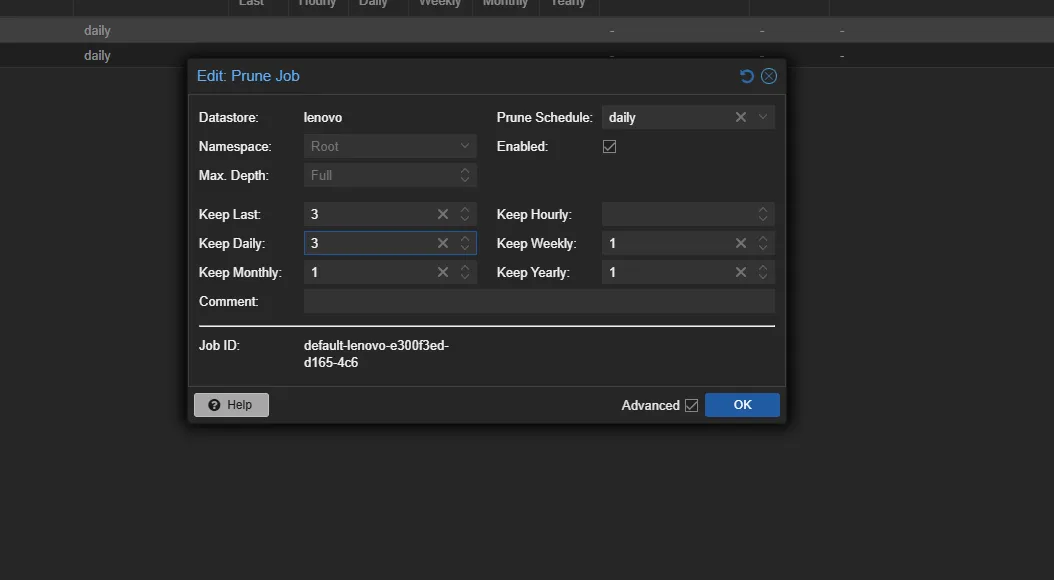 Last Hourly Daily Weekly Monthly Yearly
daily - - -
daily - - -
Edit: Prune Job
Datastore: lenovo Prune Schedule: daily
Namespace: Root Enabled:
Max. Depth: Full
Keep Last: 3 Keep Hourly:
Keep Daily: 3 Keep Weekly: 1
Keep Monthly: 1 Keep Yearly: 1
Comment:
Job ID: default-lenovo-e300f3ed-
d165-4c6
Help Advanced OK